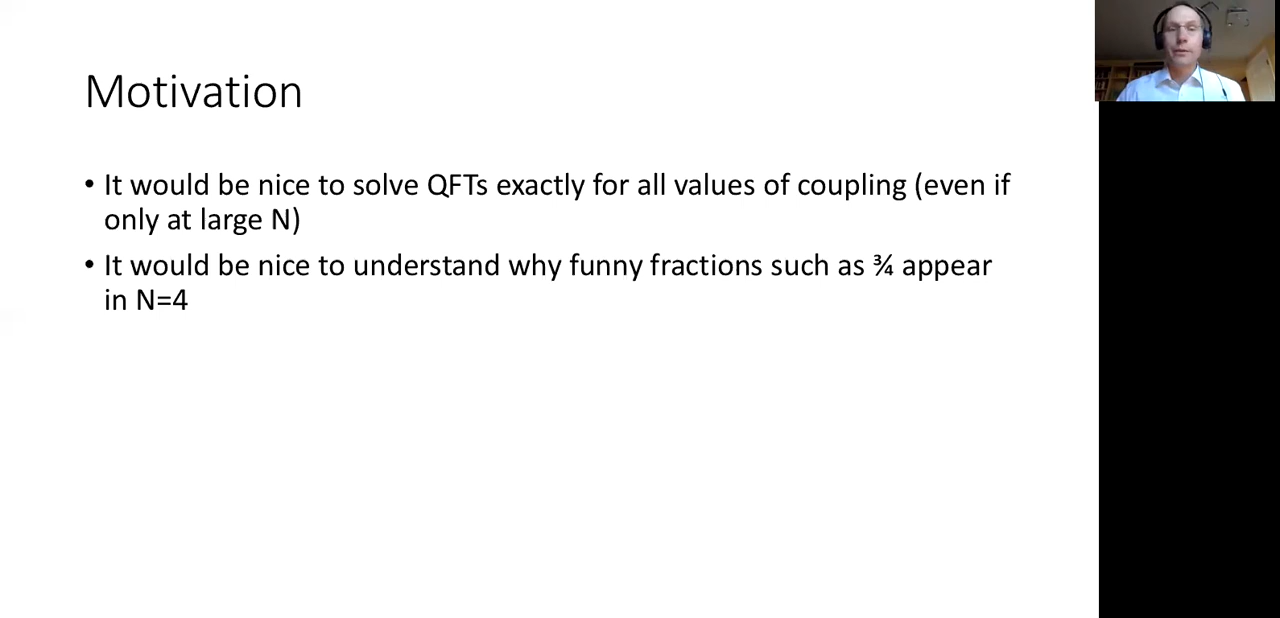 Motivation
• It would be nice to solve QFTs exactly for all values of coupling (even if
only at large N)
• It would be nice to understand why funny fractions such as ¾ appear
in N=4